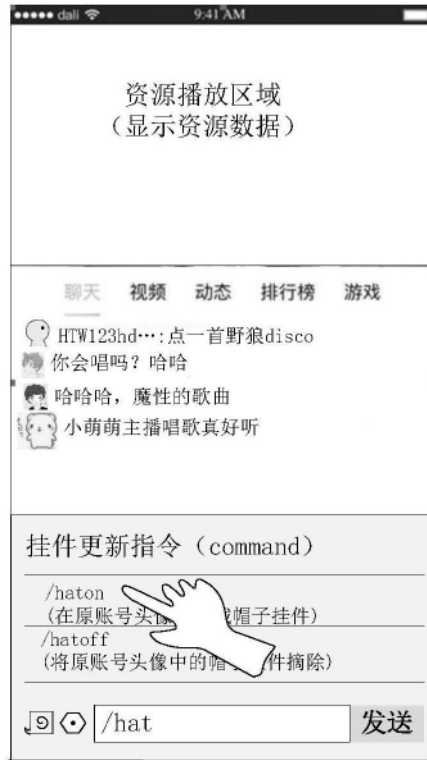 dali 9:41 AM
资源播放区域
（显示资源数据）
聊天 视频 动态 排行榜 游戏
HTW123hd…:点一首野狼disco
你会唱吗？哈哈
哈哈哈，魔性的歌曲
小萌萌主播唱歌真好听
挂件更新指令（command）
/haton
(在原账号头 帽子挂件)
/hatoff
(将原账号头像中的帽 件摘除)
/hat 发送